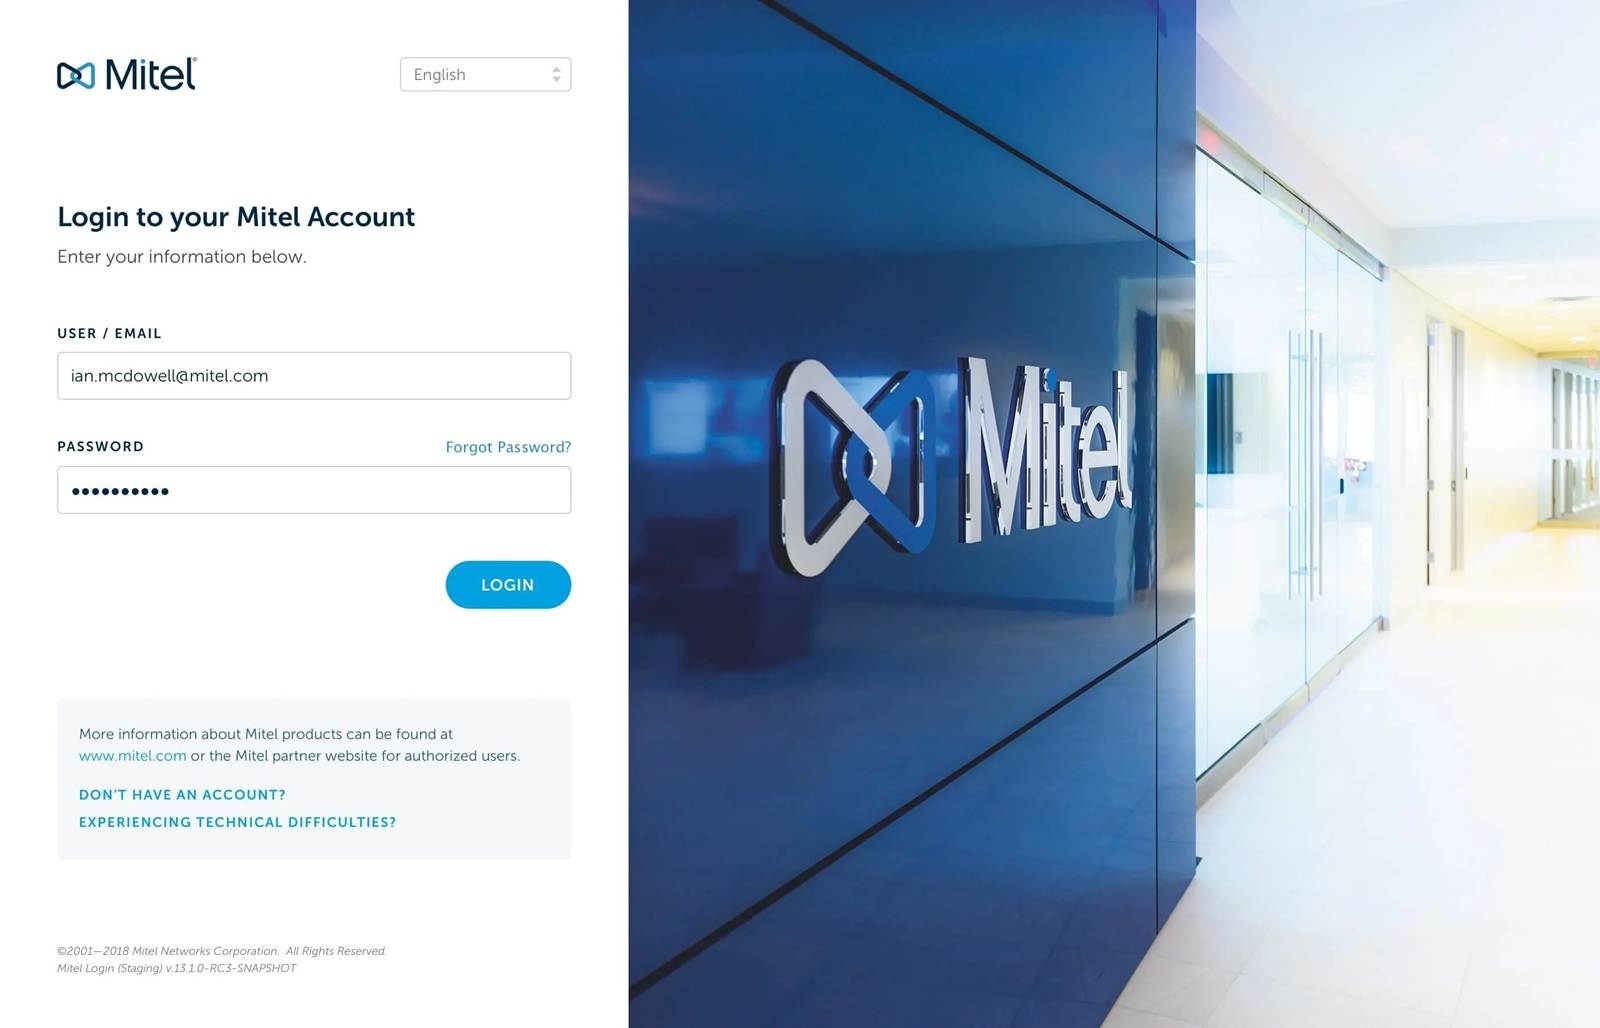 Mitel®
English
Login to your Mitel Account
Enter your information below.
USER / EMAIL
ian.mcdowell@mitel.com
PASSWORD
Forgot Password?
••••••••••
LOGIN
More information about Mitel products can be found at
www.mitel.com or the Mitel partner website for authorized users.
DON'T HAVE AN ACCOUNT?
EXPERIENCING TECHNICAL DIFFICULTIES?
©2001—2018 Mitel Networks Corporation.  All Rights Reserved.
Mitel Login (Staging) v.13.1.0-RC3-SNAPSHOT
Mitel